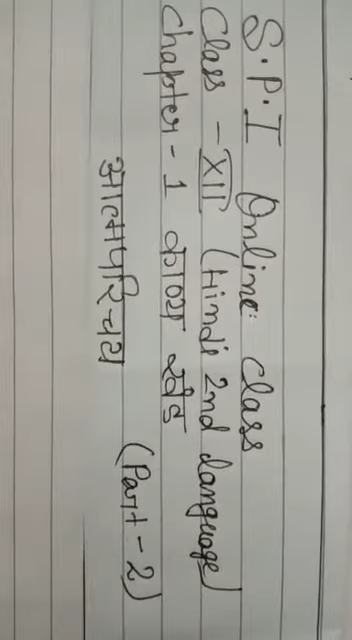 S.P.I Online: class
Class - XII (Hindi 2nd language)
Chapter - 1 काव्य खंड
आत्मपरिचय (Part - 2)